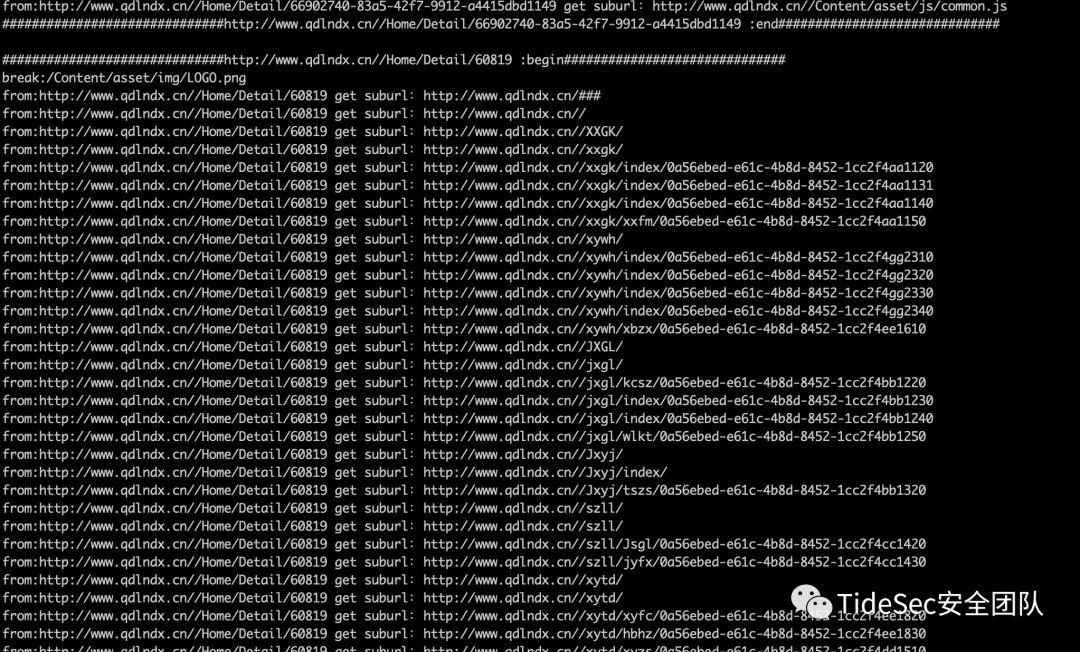 from:http://www.qdlndx.cn//Home/Detail/66902740-83a5-42f7-9912-a4415dbd1149 get suburl: http://www.qdlndx.cn//Content/asset/js/common.js
##############################http://www.qdlndx.cn//Home/Detail/66902740-83a5-42f7-9912-a4415dbd1149 :end##############################
##############################http://www.qdlndx.cn//Home/Detail/60819 :begin##############################
break:/Content/asset/img/LOGO.png
from:http://www.qdlndx.cn//Home/Detail/60819 get suburl: http://www.qdlndx.cn/###
from:http://www.qdlndx.cn//Home/Detail/60819 get suburl: http://www.qdlndx.cn//
from:http://www.qdlndx.cn//Home/Detail/60819 get suburl: http://www.qdlndx.cn//XXGK/
from:http://www.qdlndx.cn//Home/Detail/60819 get suburl: http://www.qdlndx.cn//xxgk/
from:http://www.qdlndx.cn//Home/Detail/60819 get suburl: http://www.qdlndx.cn//xxgk/index/0a56ebed-e61c-4b8d-8452-1cc2f4aa1120
from:http://www.qdlndx.cn//Home/Detail/60819 get suburl: http://www.qdlndx.cn//xxgk/index/0a56ebed-e61c-4b8d-8452-1cc2f4aa1131
from:http://www.qdlndx.cn//Home/Detail/60819 get suburl: http://www.qdlndx.cn//xxgk/index/0a56ebed-e61c-4b8d-8452-1cc2f4aa1140
from:http://www.qdlndx.cn//Home/Detail/60819 get suburl: http://www.qdlndx.cn//xxgk/xxfm/0a56ebed-e61c-4b8d-8452-1cc2f4aa1150
from:http://www.qdlndx.cn//Home/Detail/60819 get suburl: http://www.qdlndx.cn//xywh/
from:http://www.qdlndx.cn//Home/Detail/60819 get suburl: http://www.qdlndx.cn//xywh/index/0a56ebed-e61c-4b8d-8452-1cc2f4gg2310
from:http://www.qdlndx.cn//Home/Detail/60819 get suburl: http://www.qdlndx.cn//xywh/index/0a56ebed-e61c-4b8d-8452-1cc2f4gg2320
from:http://www.qdlndx.cn//Home/Detail/60819 get suburl: http://www.qdlndx.cn//xywh/index/0a56ebed-e61c-4b8d-8452-1cc2f4gg2330
from:http://www.qdlndx.cn//Home/Detail/60819 get suburl: http://www.qdlndx.cn//xywh/index/0a56ebed-e61c-4b8d-8452-1cc2f4gg2340
from:http://www.qdlndx.cn//Home/Detail/60819 get suburl: http://www.qdlndx.cn//xywh/xbzx/0a56ebed-e61c-4b8d-8452-1cc2f4ee1610
from:http://www.qdlndx.cn//Home/Detail/60819 get suburl: http://www.qdlndx.cn//JXGL/
from:http://www.qdlndx.cn//Home/Detail/60819 get suburl: http://www.qdlndx.cn//jxgl/
from:http://www.qdlndx.cn//Home/Detail/60819 get suburl: http://www.qdlndx.cn//jxgl/kcsz/0a56ebed-e61c-4b8d-8452-1cc2f4bb1220
from:http://www.qdlndx.cn//Home/Detail/60819 get suburl: http://www.qdlndx.cn//jxgl/index/0a56ebed-e61c-4b8d-8452-1cc2f4bb1230
from:http://www.qdlndx.cn//Home/Detail/60819 get suburl: http://www.qdlndx.cn//jxgl/index/0a56ebed-e61c-4b8d-8452-1cc2f4bb1240
from:http://www.qdlndx.cn//Home/Detail/60819 get suburl: http://www.qdlndx.cn//jxgl/wlkt/0a56ebed-e61c-4b8d-8452-1cc2f4bb1250
from:http://www.qdlndx.cn//Home/Detail/60819 get suburl: http://www.qdlndx.cn//Jxyj/
from:http://www.qdlndx.cn//Home/Detail/60819 get suburl: http://www.qdlndx.cn//Jxyj/index/
from:http://www.qdlndx.cn//Home/Detail/60819 get suburl: http://www.qdlndx.cn//Jxyj/tszs/0a56ebed-e61c-4b8d-8452-1cc2f4bb1320
from:http://www.qdlndx.cn//Home/Detail/60819 get suburl: http://www.qdlndx.cn//szll/
from:http://www.qdlndx.cn//Home/Detail/60819 get suburl: http://www.qdlndx.cn//szll/
from:http://www.qdlndx.cn//Home/Detail/60819 get suburl: http://www.qdlndx.cn//szll/Jsgl/0a56ebed-e61c-4b8d-8452-1cc2f4cc1420
from:http://www.qdlndx.cn//Home/Detail/60819 get suburl: http://www.qdlndx.cn//szll/jyfx/0a56ebed-e61c-4b8d-8452-1cc2f4cc1430
from:http://www.qdlndx.cn//Home/Detail/60819 get suburl: http://www.qdlndx.cn//xytd/
from:http://www.qdlndx.cn//Home/Detail/60819 get suburl: http://www.qdlndx.cn//xytd/
from:http://www.qdlndx.cn//Home/Detail/60819 get suburl: http://www.qdlndx.cn//xytd/xyfc/0a56ebed-e61c-4b8d-8452-1cc2f4ee1820
from:http://www.qdlndx.cn//Home/Detail/60819 get suburl: http://www.qdlndx.cn//xytd/hbhz/0a56ebed-e61c-4b8d-8452-1cc2f4ee1830
from:http://www.qdlndx.cn//Home/Detail/60819 get suburl: http://www.qdlndx.cn//xytd/xyzs/0a56ebed-e61c-4b8d-8452-1cc2f4dd1510
TideSec安全团队